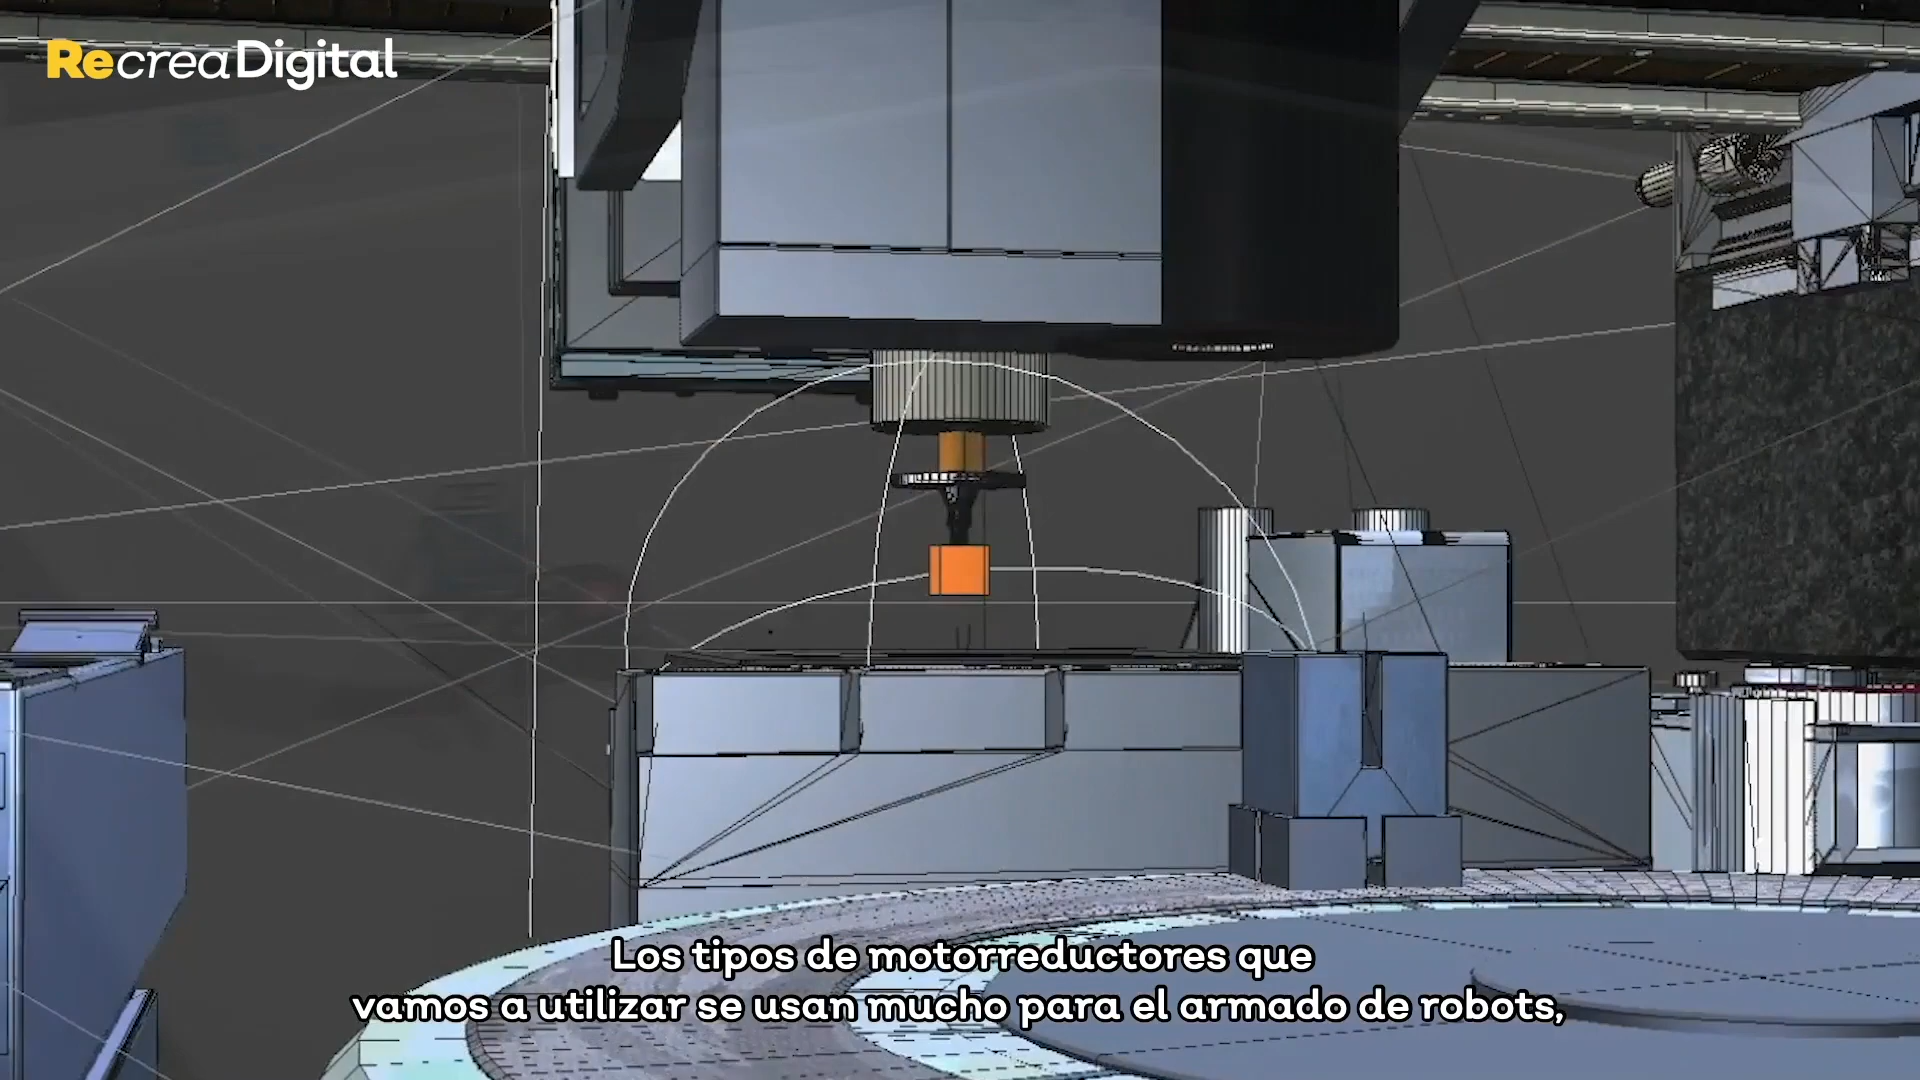 RecreaDigital
Los tipos de motorreductores que
vamos a utilizar se usan mucho para el armado de robots,